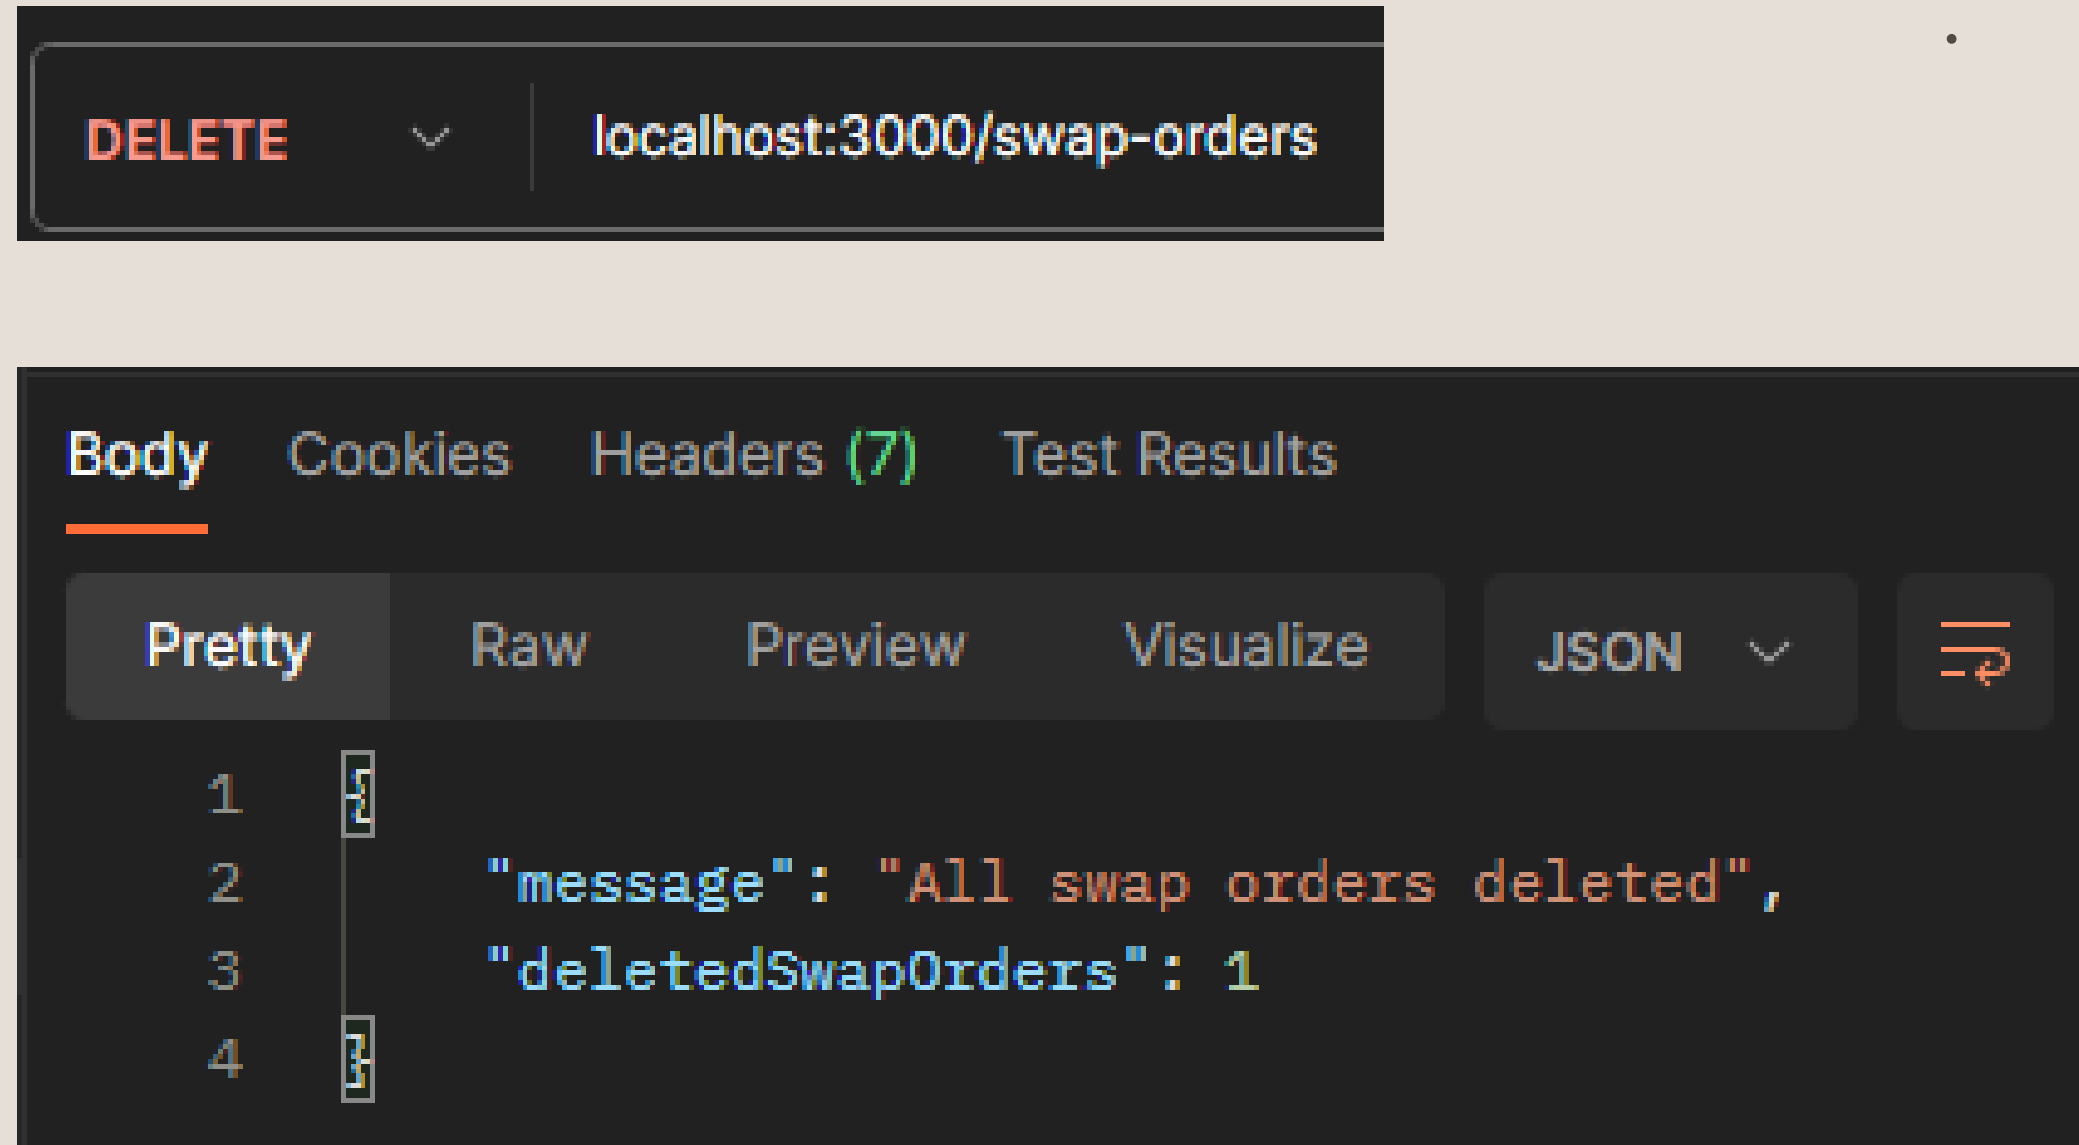 DELETE localhost:3000/swap-orders
Body Cookies Headers (7) Test Results
Pretty Raw Preview Visualize JSON
1 {
2 "message": "All swap orders deleted",
3 "deletedSwapOrders": 1
4 }